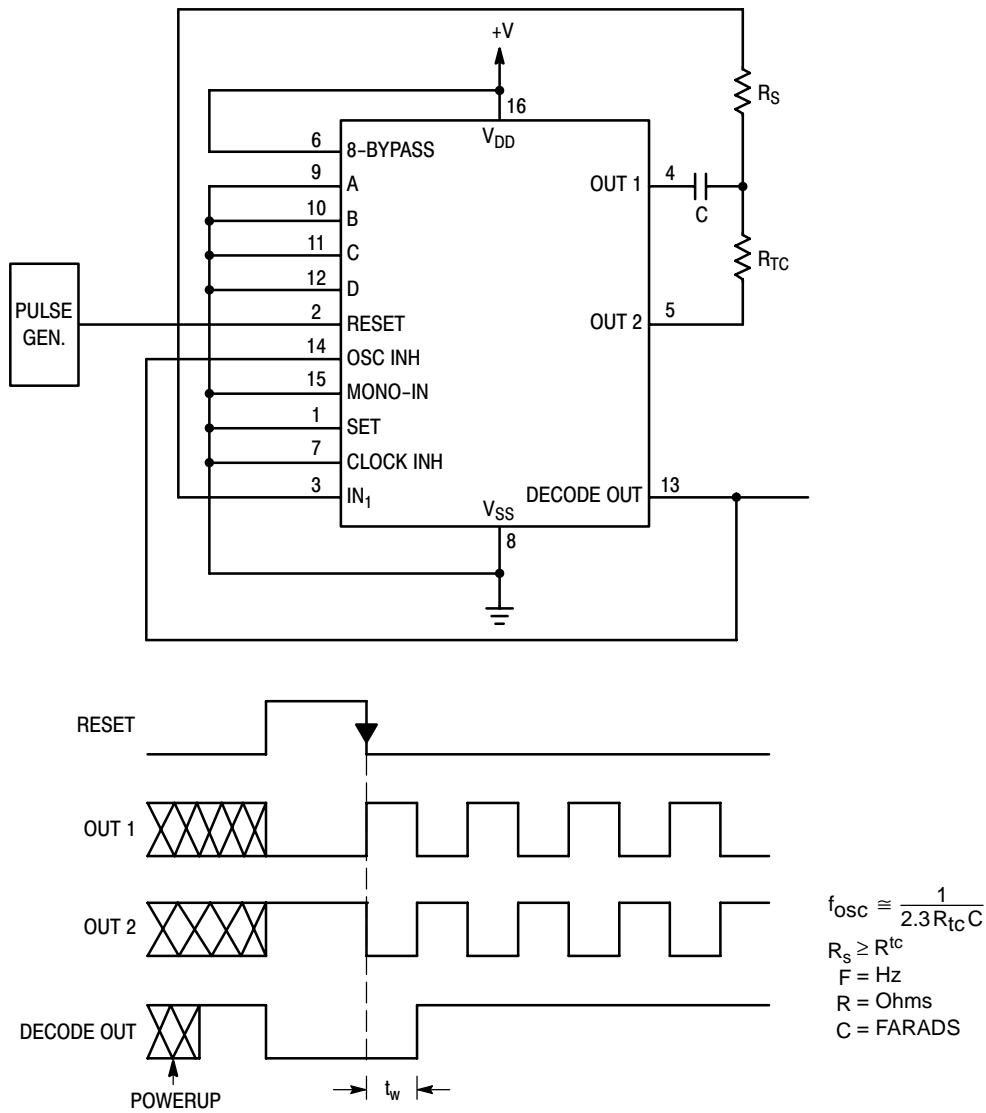 +V
16
V_DD
R_S
6
8-BYPASS
9
A
OUT 1
4
C
10
B
11
C
R_TC
12
D
PULSE
GEN.
2
RESET
OUT 2
5
14
OSC INH
15
MONO-IN
1
SET
7
CLOCK INH
3
IN_1
DECODE OUT
13
V_SS
8
RESET
OUT 1
OUT 2
DECODE OUT
POWERUP
t_w
f_osc ≅ 1 / 2.3 R_tc C
R_s ≥ R^tc
F = Hz
R = Ohms
C = FARADS